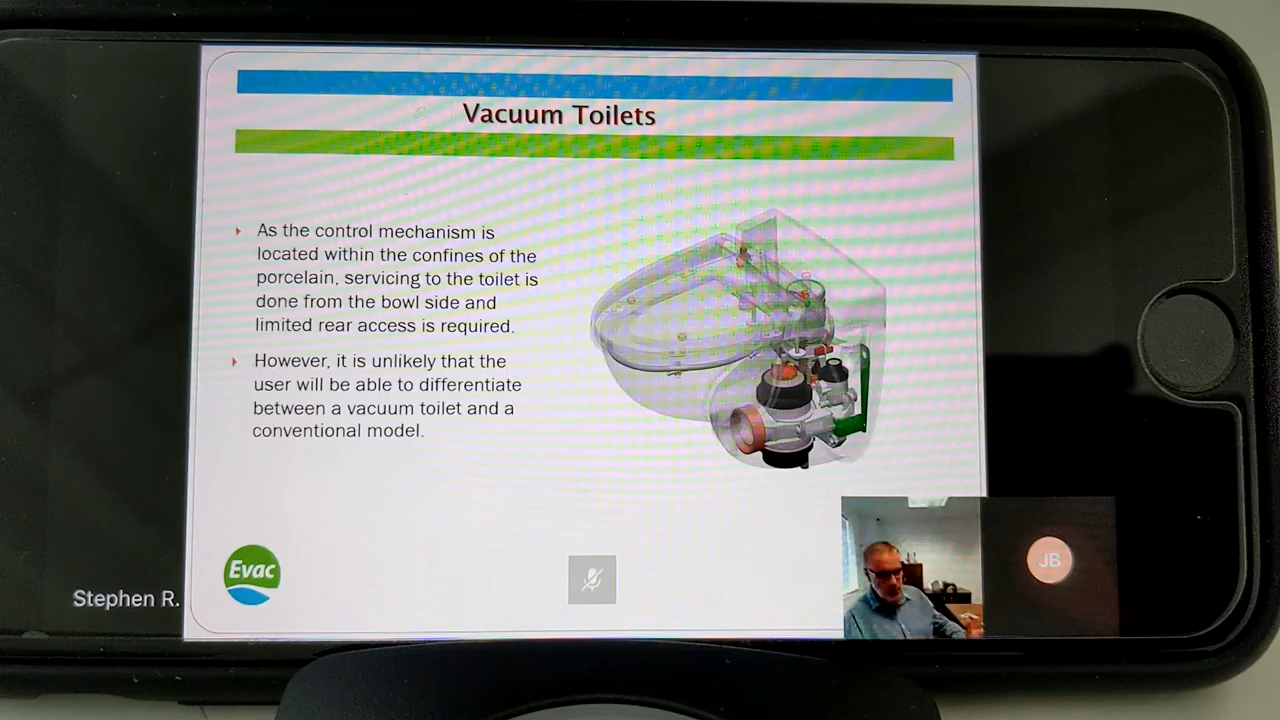 Vacuum Toilets
As the control mechanism is
located within the confines of the
porcelain, servicing to the toilet is
done from the bowl side and
limited rear access is required.
However, it is unlikely that the
user will be able to differentiate
between a vacuum toilet and a
conventional model.
Evac
Stephen R.
JB